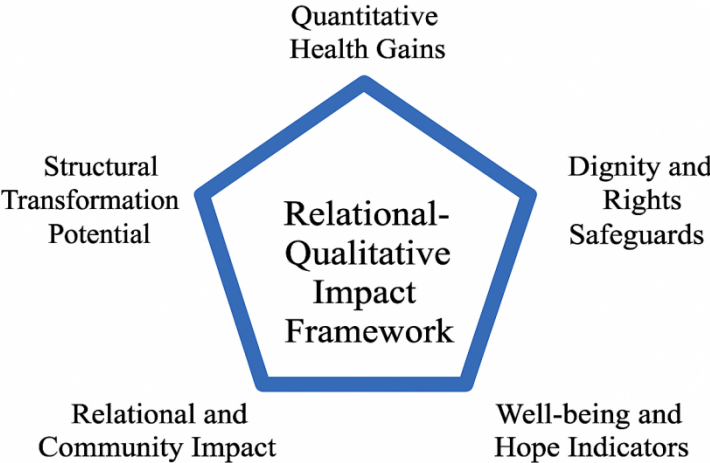 Quantitative
Health Gains
Structural
Transformation
Potential
Dignity and
Rights
Safeguards
Relational-
Qualitative
Impact
Framework
Relational and
Community Impact
Well-being and
Hope Indicators